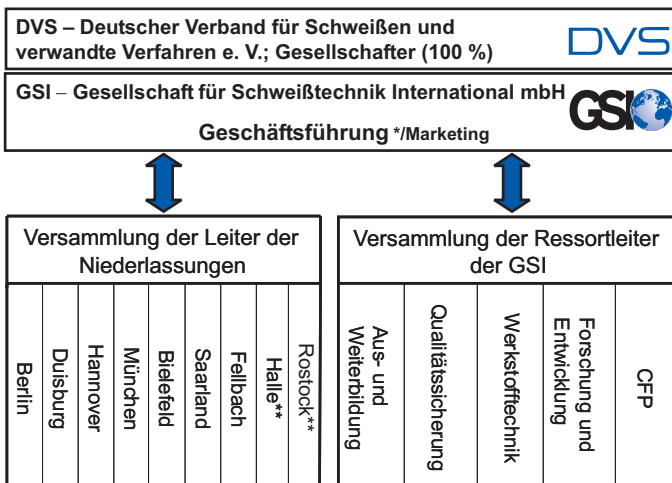 DVS – Deutscher Verband für Schweißen und
verwandte Verfahren e. V.; Gesellschafter (100 %)
DVS
GSI – Gesellschaft für Schweißtechnik International mbH
GSI
Geschäftsführung */Marketing
Versammlung der Leiter der
Niederlassungen
Berlin
Duisburg
Hannover
München
Bielefeld
Saarland
Fellbach
Halle**
Rostock**
Versammlung der Ressortleiter
der GSI
Aus- und
Weiterbildung
Qualitätssicherung
Werkstofftechnik
Forschung und
Entwicklung
CFP